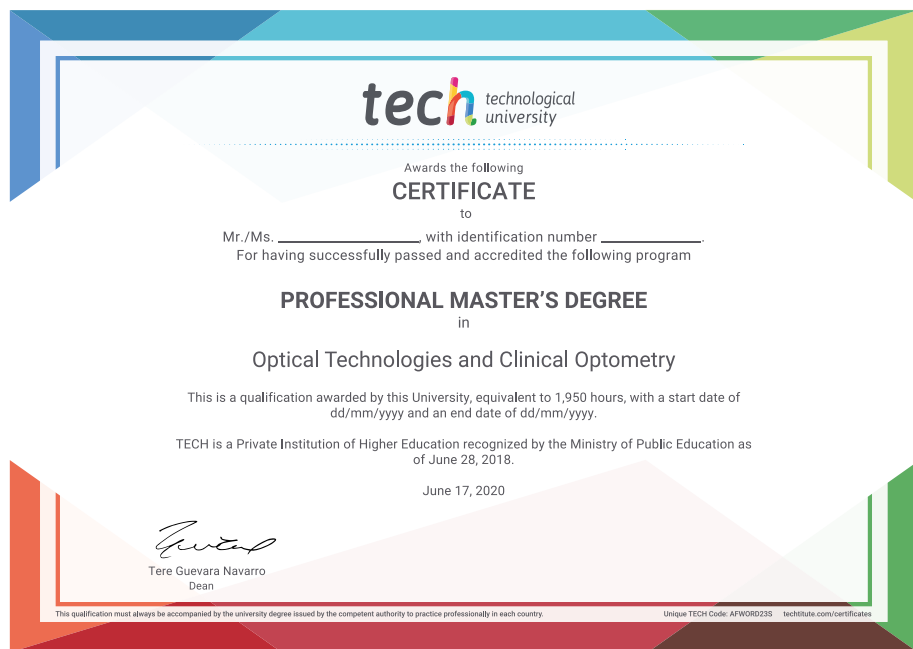 tech technological
university
Awards the following
CERTIFICATE
to
Mr./Ms. ____________________, with identification number ______________.
For having successfully passed and accredited the following program
PROFESSIONAL MASTER'S DEGREE
in
Optical Technologies and Clinical Optometry
This is a qualification awarded by this University, equivalent to 1,950 hours, with a start date of
dd/mm/yyyy and an end date of dd/mm/yyyy.
TECH is a Private Institution of Higher Education recognized by the Ministry of Public Education as
of June 28, 2018.
June 17, 2020
Tere Guevara Navarro
Dean
This qualification must always be accompanied by the university degree issued by the competent authority to practice professionally in each country.
Unique TECH Code: AFWORD23S techtitute.com/certificates